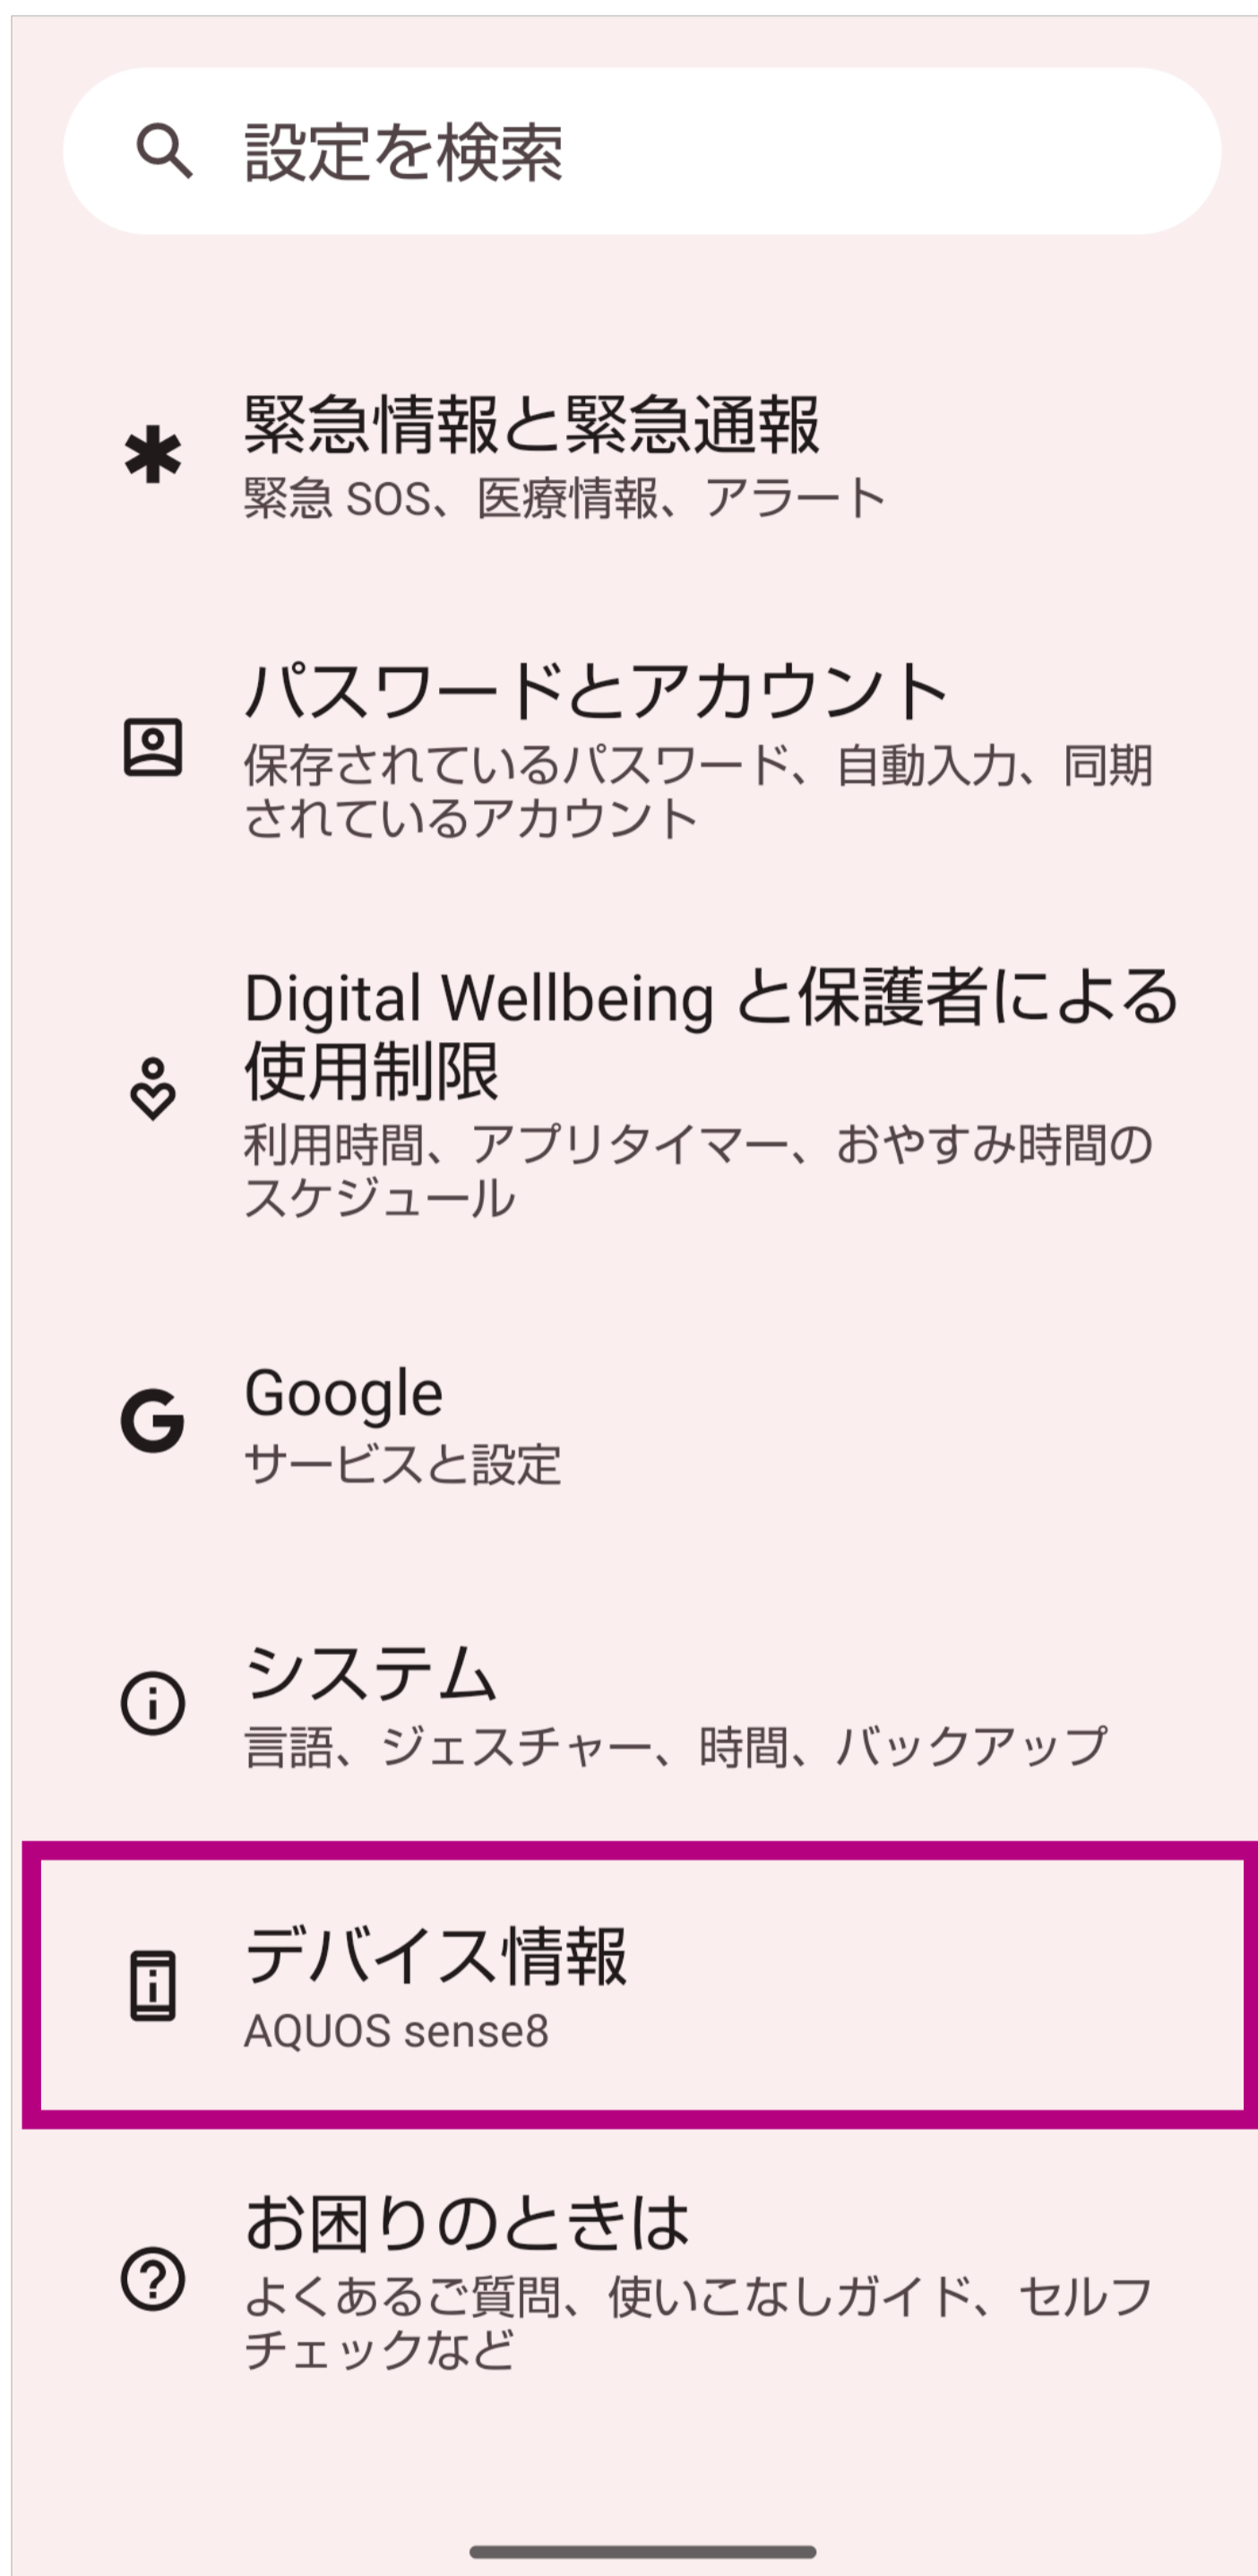 設定を検索
緊急情報と緊急通報
緊急 SOS、医療情報、アラート
パスワードとアカウント
保存されているパスワード、自動入力、同期
されているアカウント
Digital Wellbeing と保護者による
使用制限
利用時間、アプリタイマー、おやすみ時間の
スケジュール
Google
サービスと設定
システム
言語、ジェスチャー、時間、バックアップ
デバイス情報
AQUOS sense8
お困りのときは
よくあるご質問、使いこなしガイド、セルフ
チェックなど